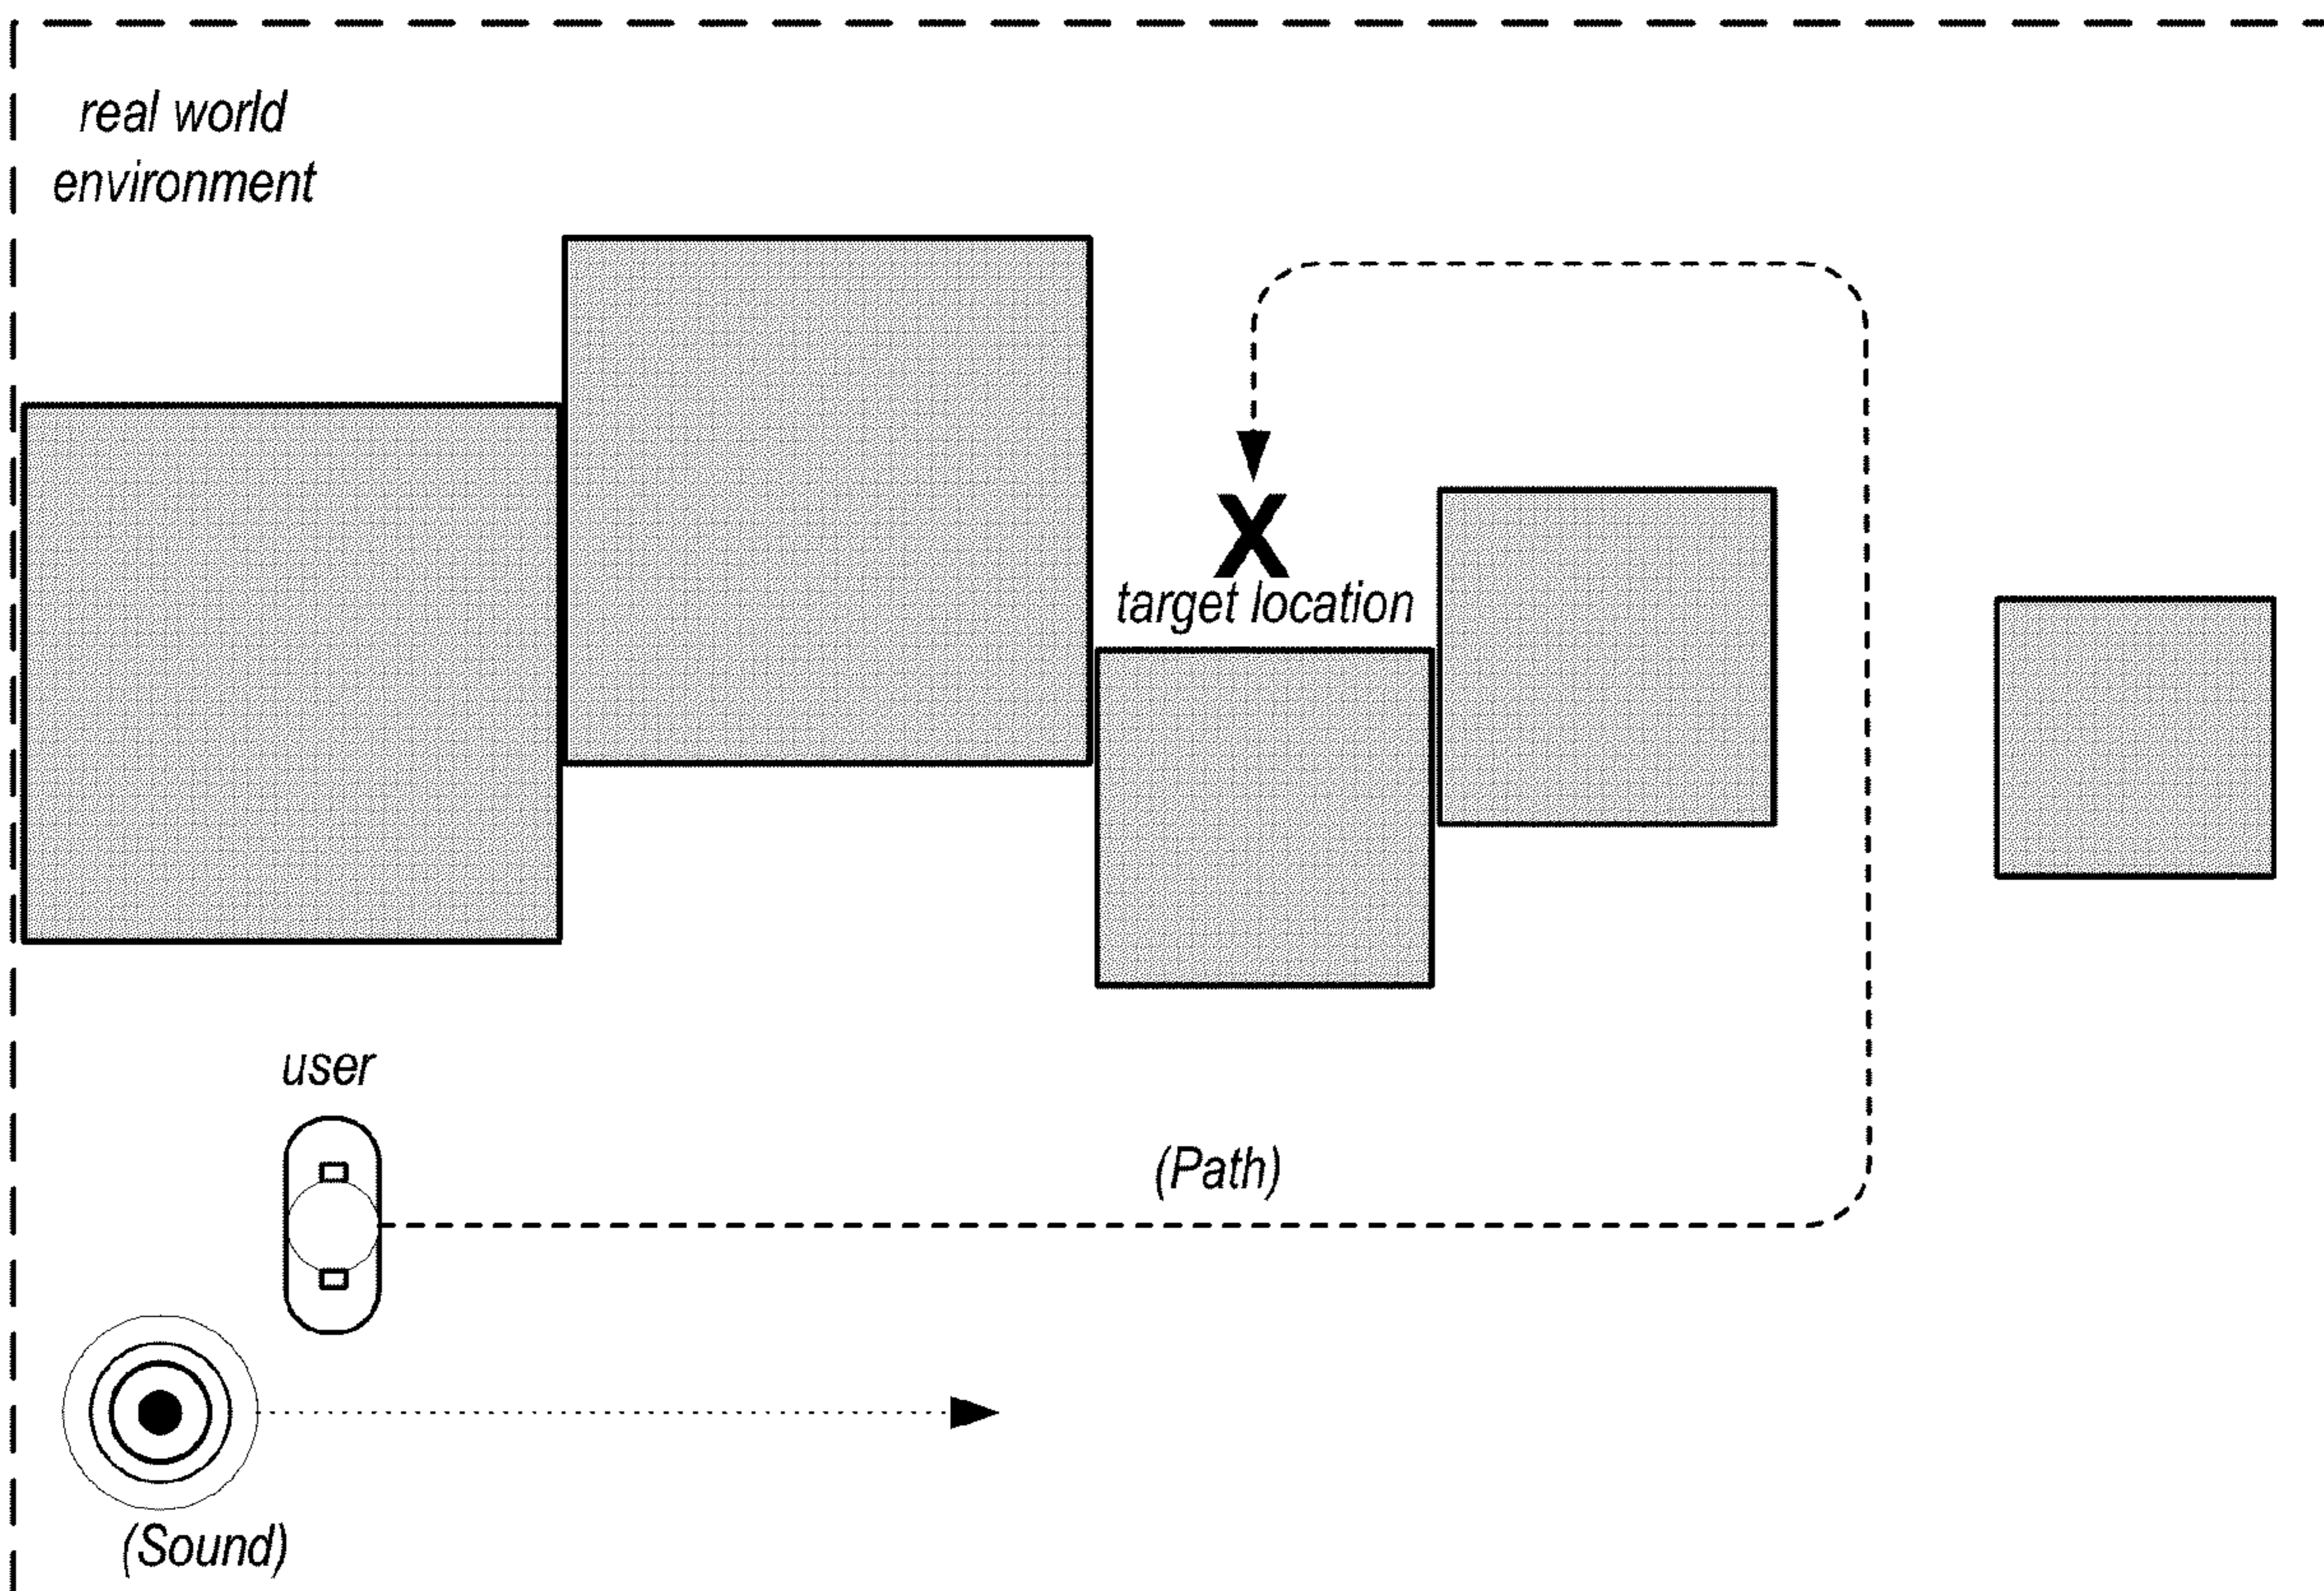 real world
environment
X
target location
user
(Path)
(Sound)